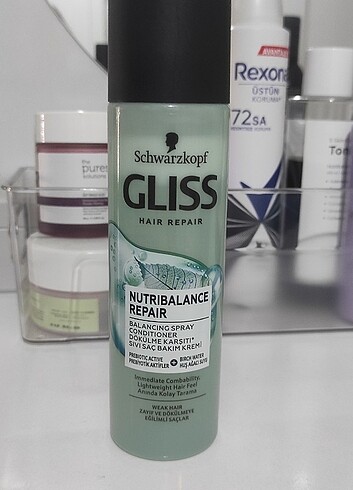 Schwarzkopf
GLISS
HAIR REPAIR
NUTRIBALANCE
REPAIR
BALANCING SPRAY
CONDITIONER
DÖKÜLME KARŞITI*
SIVI SAÇ BAKIM KREMİ
PREBIOTIC ACTIVE
PREBİYOTİK AKTİFLER
+
BIRCH WATER
HUŞ AĞACI SUYU
Immediate Combability,
Lightweight Hair Feel
Anında Kolay Tarama
WEAK HAIR
ZAYIF VE DÖKÜLMEYE
EĞİLİMLİ SAÇLAR
Rexona
ÜSTÜN
KORUMA
72SA
the
pures
solutions
Ton